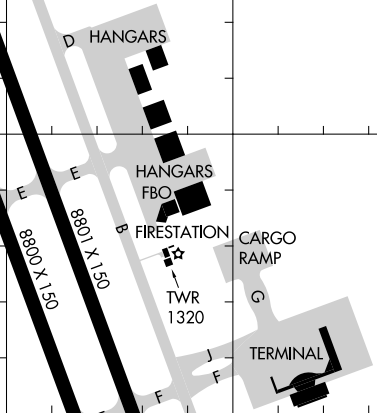 D
HANGARS
HANGARS
FBO
E
E
B
FIRESTATION
8801 X 150
8800 X 150
CARGO
RAMP
TWR
1320
G
J
TERMINAL
F
F